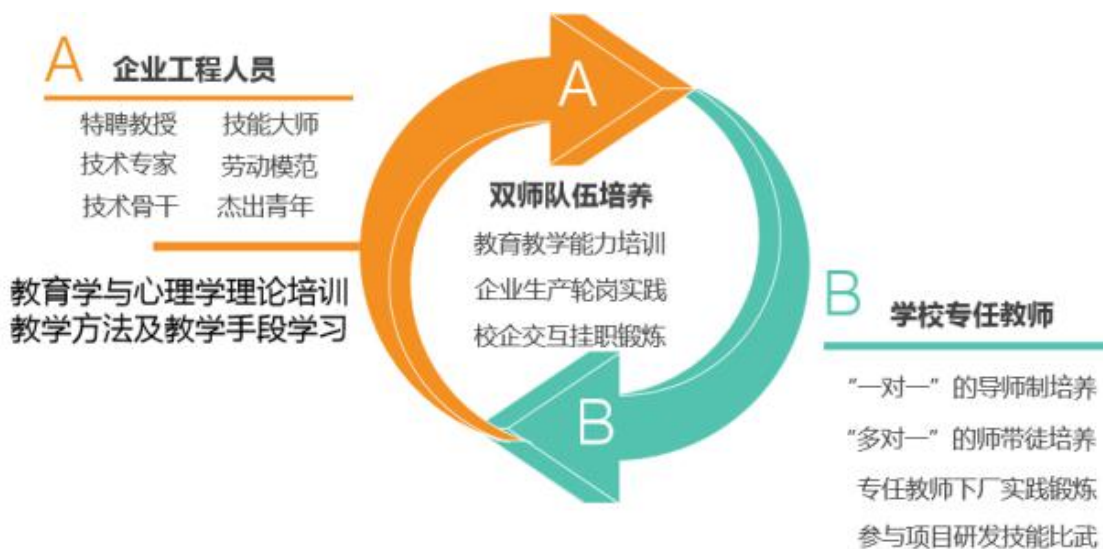 A 企业工程人员
特聘教授 技能大师
技术专家 劳动模范
技术骨干 杰出青年
教育学与心理学理论培训
教学方法及教学手段学习
A
双师队伍培养
教育教学能力培训
企业生产轮岗实践
校企交互挂职锻炼
B
B 学校专任教师
“一对一”的导师制培养
“多对一”的师带徒培养
专任教师下厂实践锻炼
参与项目研发技能比武